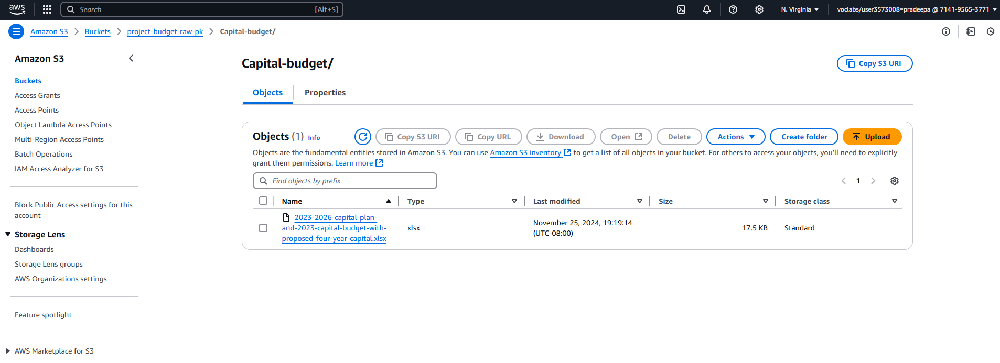 aws
Search [Alt+S]
N. Virginia
voclabs/user3573008=pradeepa @ 7141-9565-3771
Amazon S3 Buckets project-budget-raw-pk Capital-budget/
Amazon S3
Buckets
Access Grants
Access Points
Object Lambda Access Points
Multi-Region Access Points
Batch Operations
IAM Access Analyzer for S3
Block Public Access settings for this
account
Storage Lens
Dashboards
Storage Lens groups
AWS Organizations settings
Feature spotlight
AWS Marketplace for S3
Capital-budget/
Copy S3 URI
Objects Properties
Objects (1) Info
Copy S3 URI Copy URL Download Open Delete Actions Create folder Upload
Objects are the fundamental entities stored in Amazon S3. You can use Amazon S3 inventory to get a list of all objects in your bucket. For others to access your objects, you'll need to explicitly
grant them permissions. Learn more
Find objects by prefix
1
Name Type Last modified Size Storage class
2023-2026-capital-plan-
and-2023-capital-budget-with-
proposed-four-year-capital.xlsx
xlsx
November 25, 2024, 19:19:14
(UTC-08:00)
17.5 KB
Standard